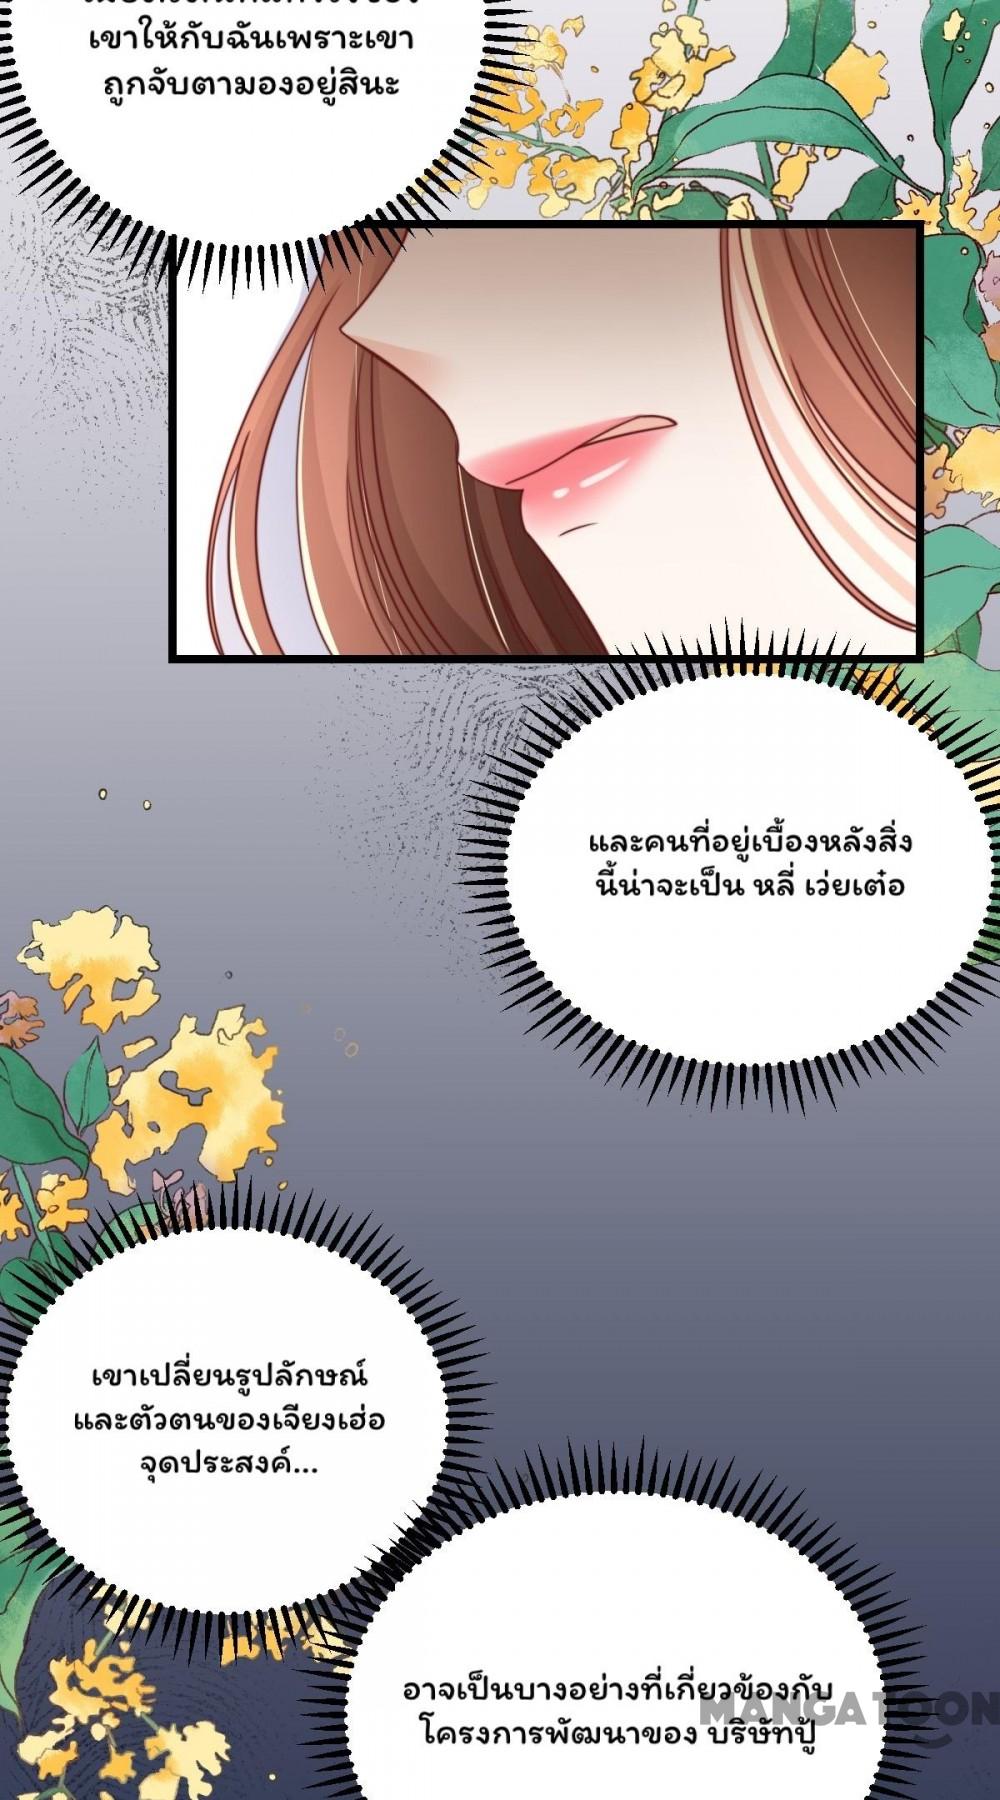 เขาให้กับฉันเพราะเขา
ถูกจับตามองอยู่สินะ
และคนที่อยู่เบื้องหลังสิ่ง
นี้น่าจะเป็น หลี่ เว่ยเต๋อ
เขาเปลี่ยนรูปลักษณ์
และตัวตนของเจียงเฮ่อ
จุดประสงค์...
อาจเป็นบางอย่างที่เกี่ยวข้องกับ
โครงการพัฒนาของ บริษัทปู้
MANGATOON